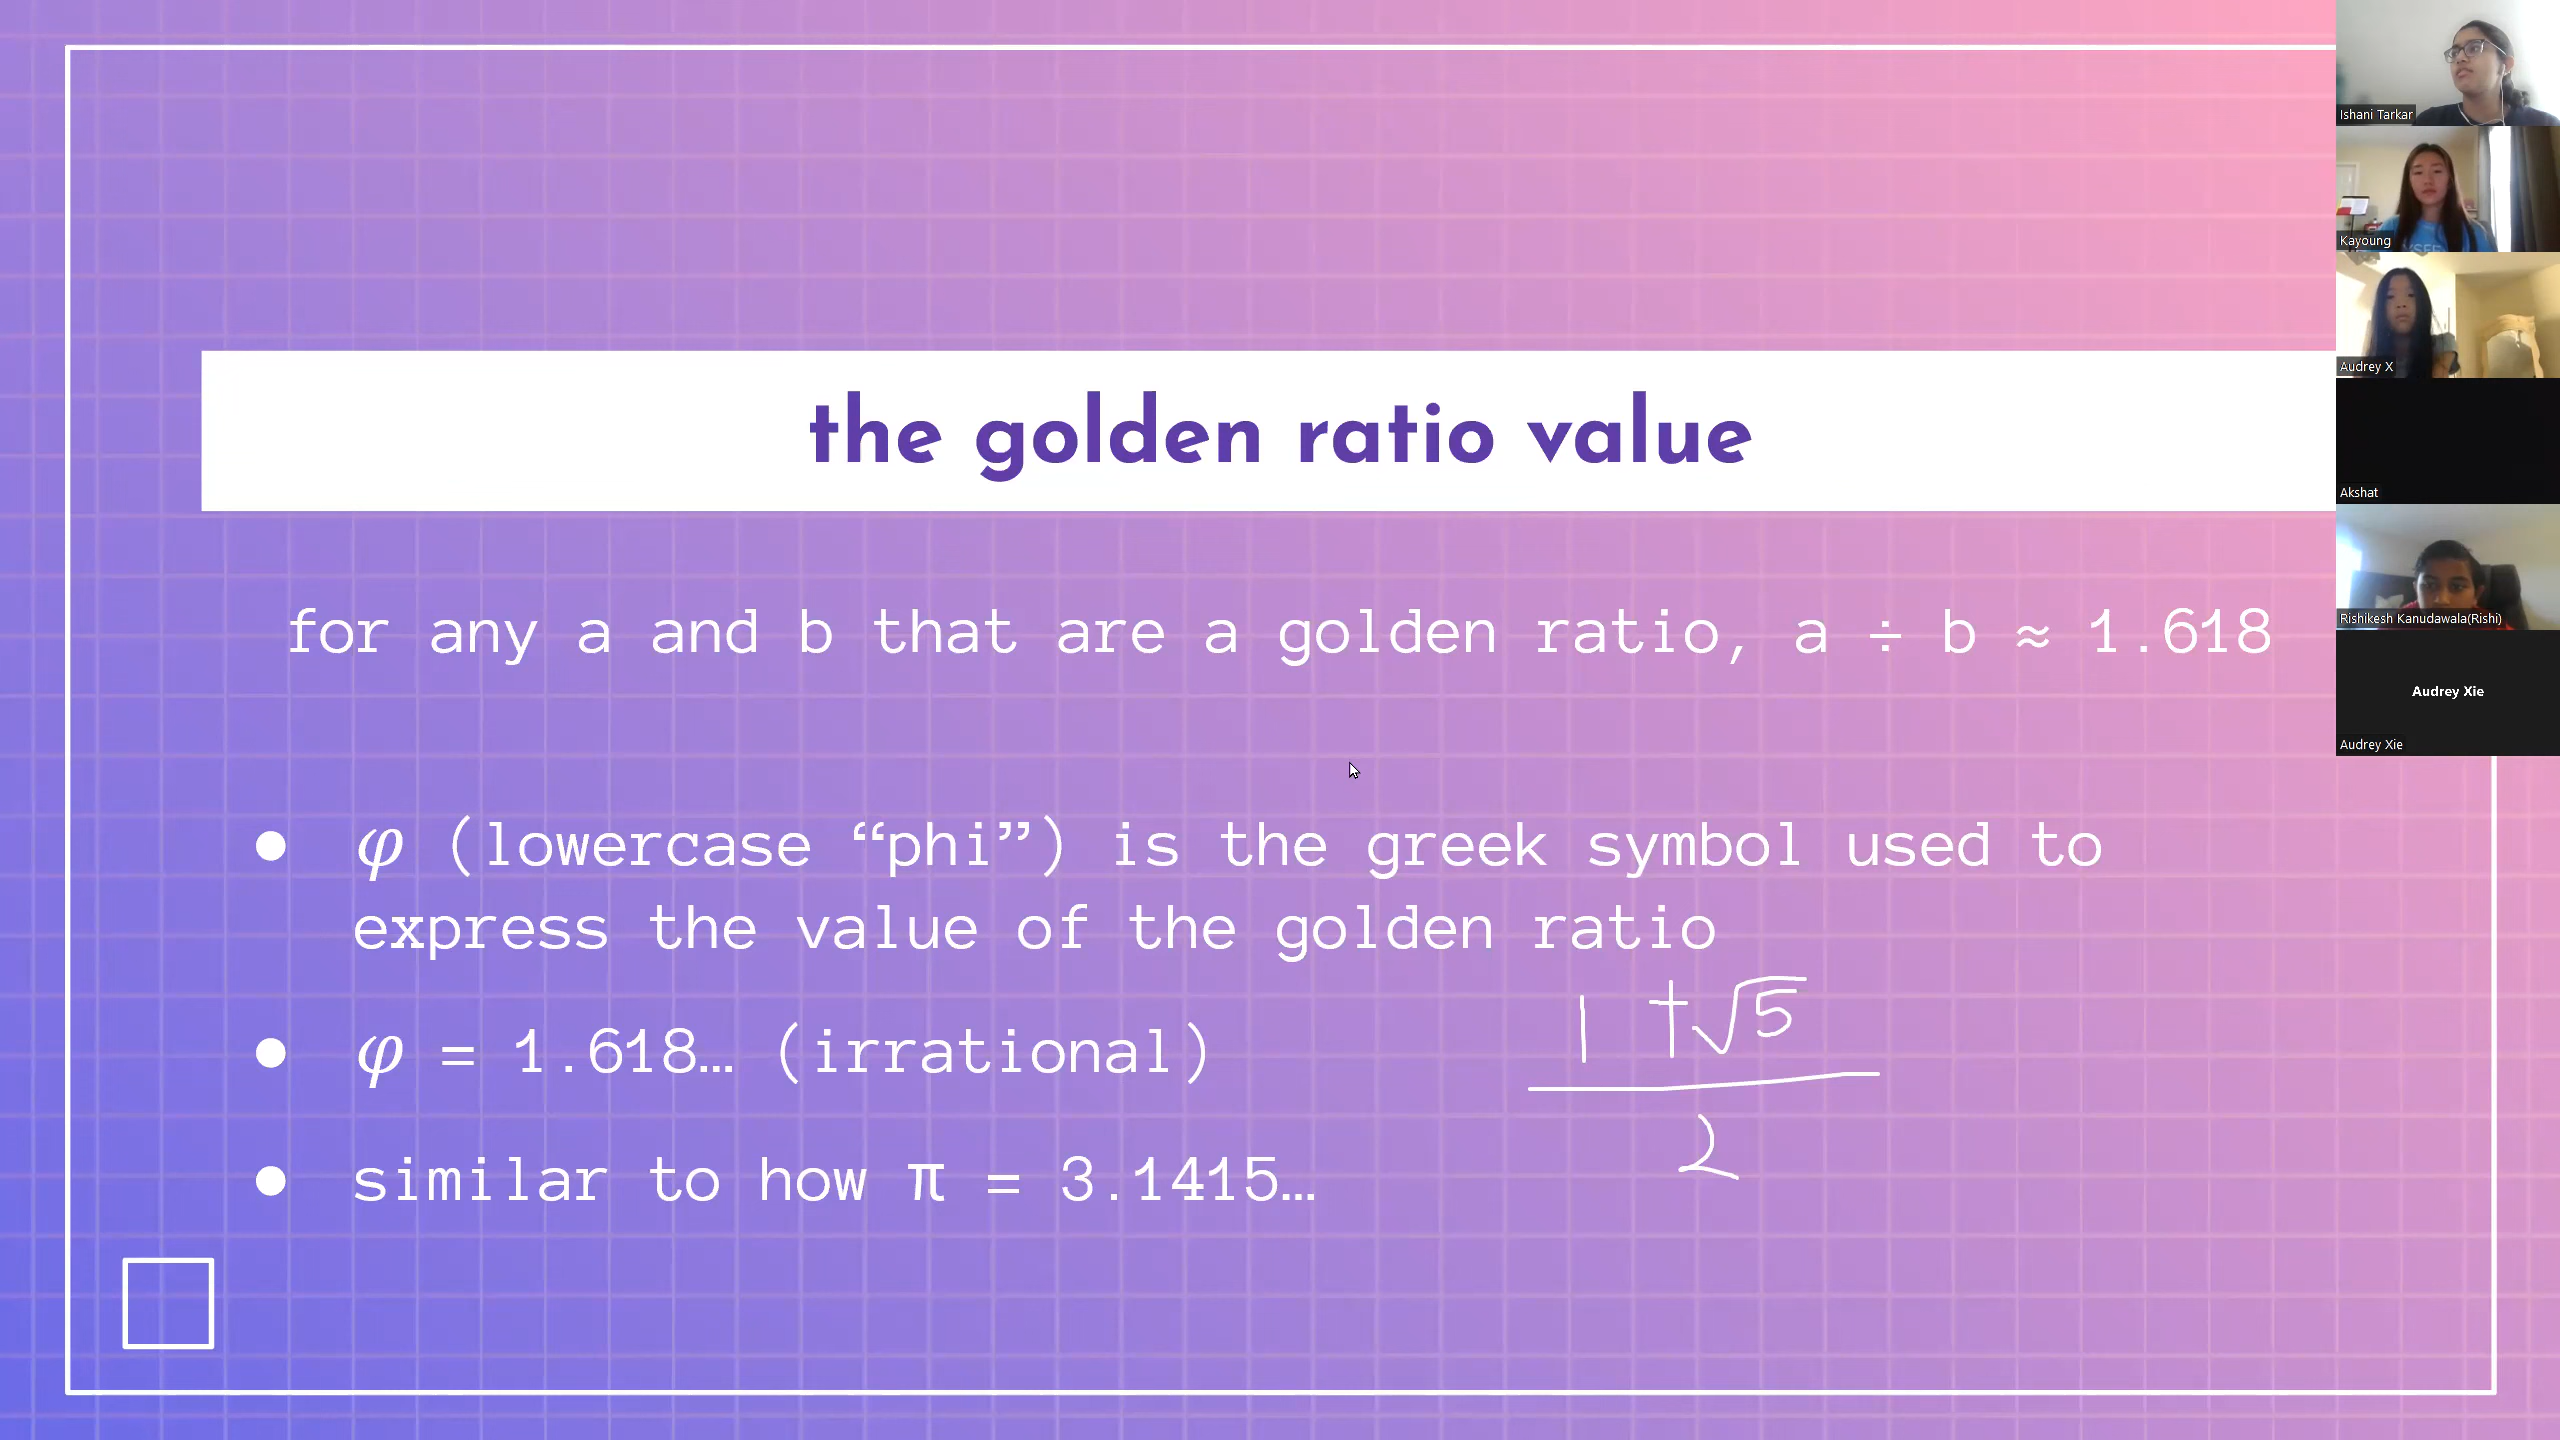 the golden ratio value
for any a and b that are a golden ratio, a ÷ b ≈ 1.618
● φ (lowercase “phi”) is the greek symbol used to
express the value of the golden ratio
● φ = 1.618… (irrational)
● similar to how π = 3.1415…
1 + √5
2
Ishani Tarkar
Kayoung
Audrey X
Akshat
Rishikesh Kanudawala(Rishi)
Audrey Xie
Audrey Xie